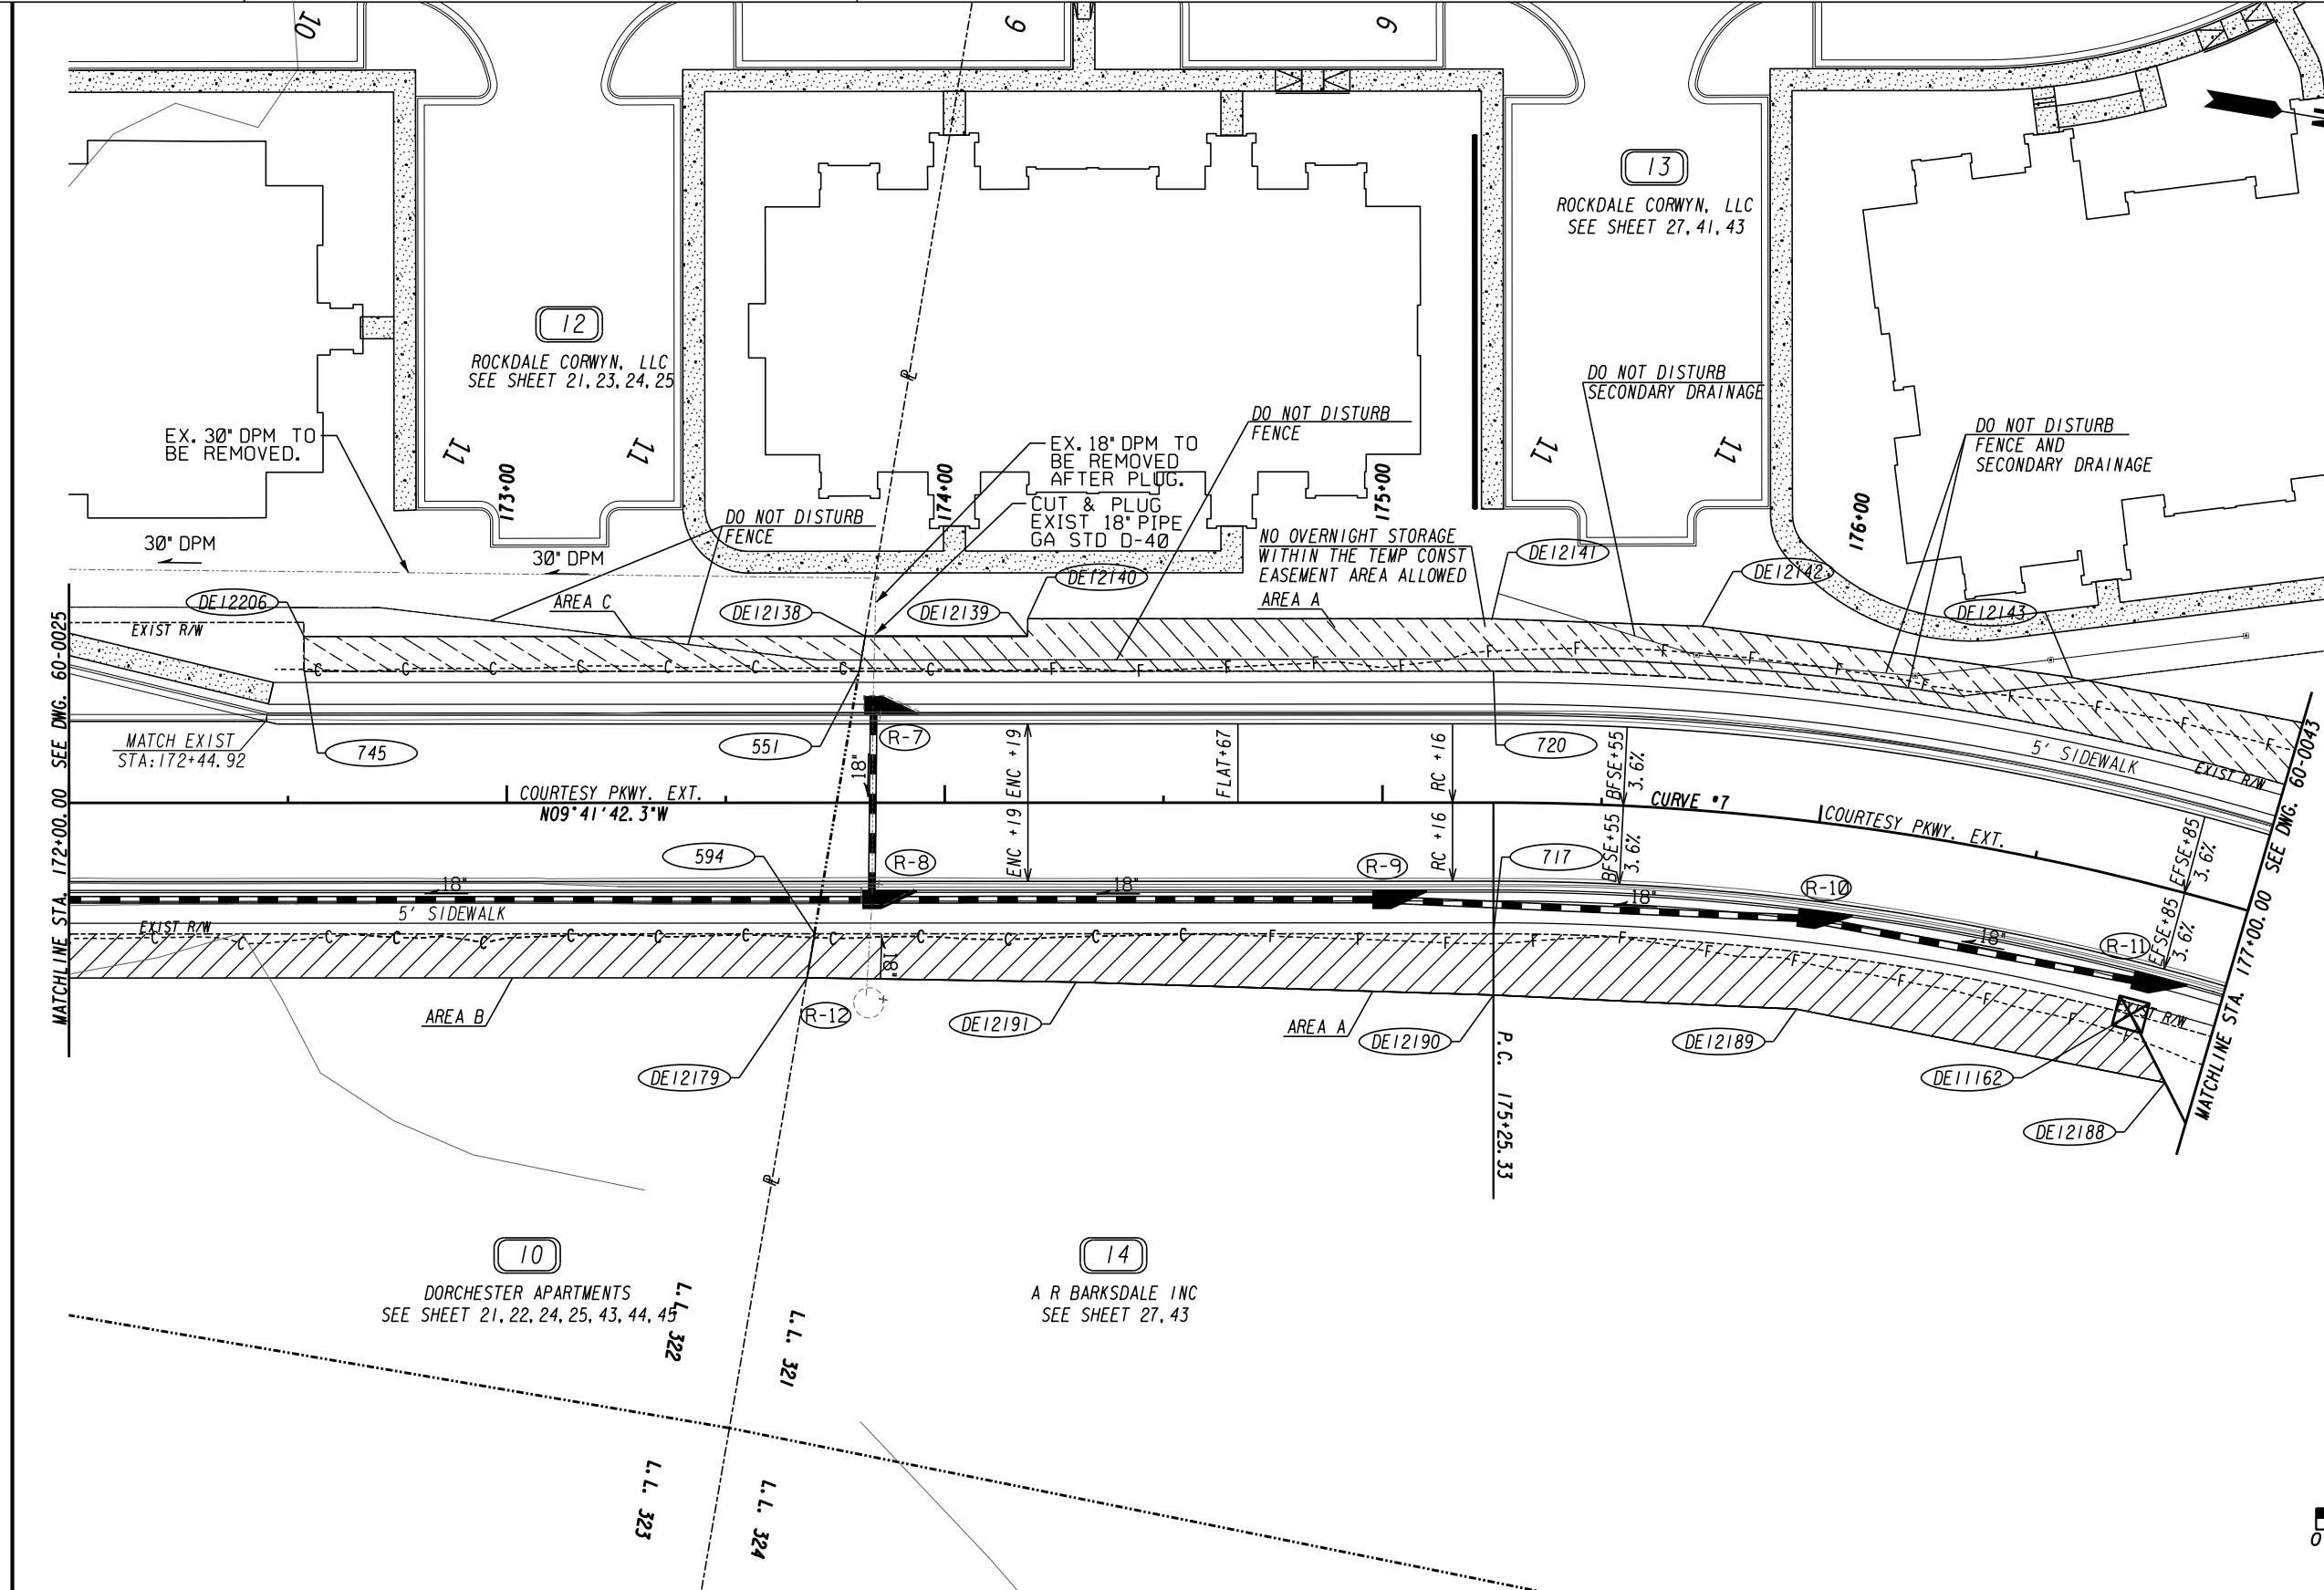 10
9
9
12
ROCKDALE CORWYN, LLC
SEE SHEET 21, 23, 24, 25
13
ROCKDALE CORWYN, LLC
SEE SHEET 27, 41, 43
EX. 30" DPM TO
BE REMOVED.
11
11
11
11
173+00
174+00
175+00
176+00
EX. 18" DPM TO
BE REMOVED
AFTER PLUG.
CUT & PLUG
EXIST 18" PIPE
GA STD D-40
DO NOT DISTURB
FENCE
DO NOT DISTURB
SECONDARY DRAINAGE
DO NOT DISTURB
FENCE AND
SECONDARY DRAINAGE
DO NOT DISTURB
FENCE
NO OVERNIGHT STORAGE
WITHIN THE TEMP CONST
EASEMENT AREA ALLOWED
AREA A
30" DPM
30" DPM
DE12206
AREA C
DE12138
DE12139
DE12140
DE12141
DE12142
DE12143
EXIST R/W
MATCH EXIST
STA:172+44.92
745
551
R-7
18"
ENC +19
ENC +19
FLAT+67
RC +16
RC +16
720
BFSE+55
3.6%
BFSE+55
3.6%
5' SIDEWALK
EXIST R/W
COURTESY PKWY. EXT.
N09°41'42.3"W
CURVE #7
COURTESY PKWY. EXT.
EFSE+85
3.6%
EFSE+85
3.6%
594
R-8
R-9
717
R-10
R-11
18"
18"
18"
18"
5' SIDEWALK
EXIST R/W
18"
EXIST R/W
AREA B
R-12
DE12191
AREA A
DE12190
DE12189
DE12179
DE11162
DE12188
P.C. 175+25.33
MATCHLINE STA. 172+00.00 SEE DWG. 60-0025
MATCHLINE STA. 177+00.00 SEE DWG. 60-0043
10
DORCHESTER APARTMENTS
SEE SHEET 21, 22, 24, 25, 43, 44, 45
14
A R BARKSDALE INC
SEE SHEET 27, 43
L.L. 322
L.L. 321
L.L. 323
L.L. 324
0